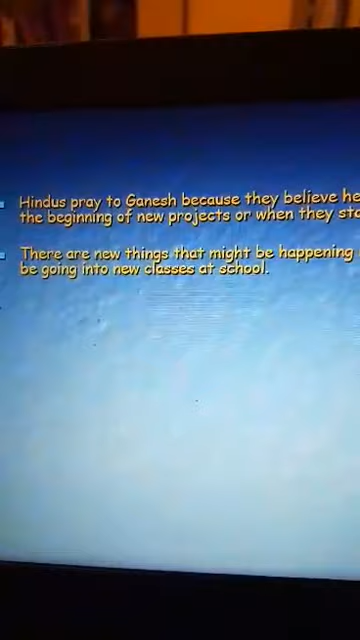 Hindus pray to Ganesh because they believe he
the beginning of new projects or when they sta
There are new things that might be happening
be going into new classes at school.